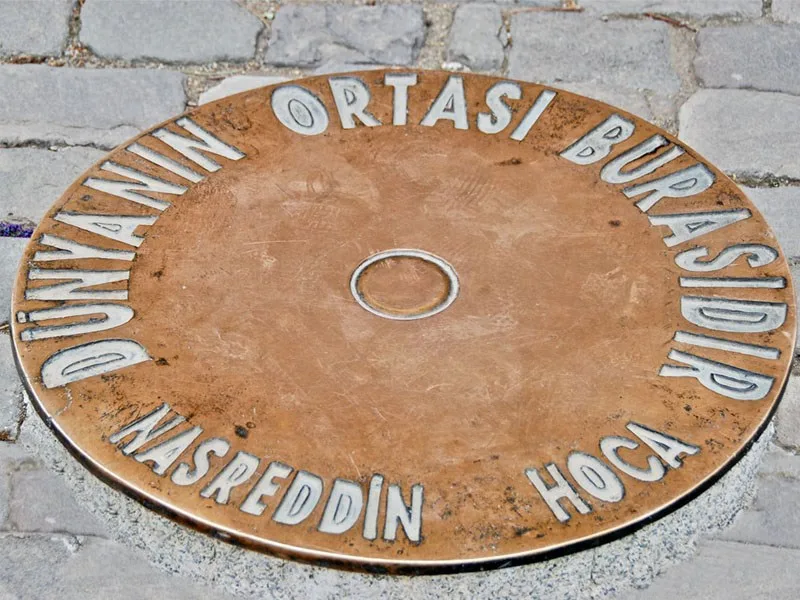 DÜNYANIN ORTASI BURASIDIR
NASREDDİN HOCA